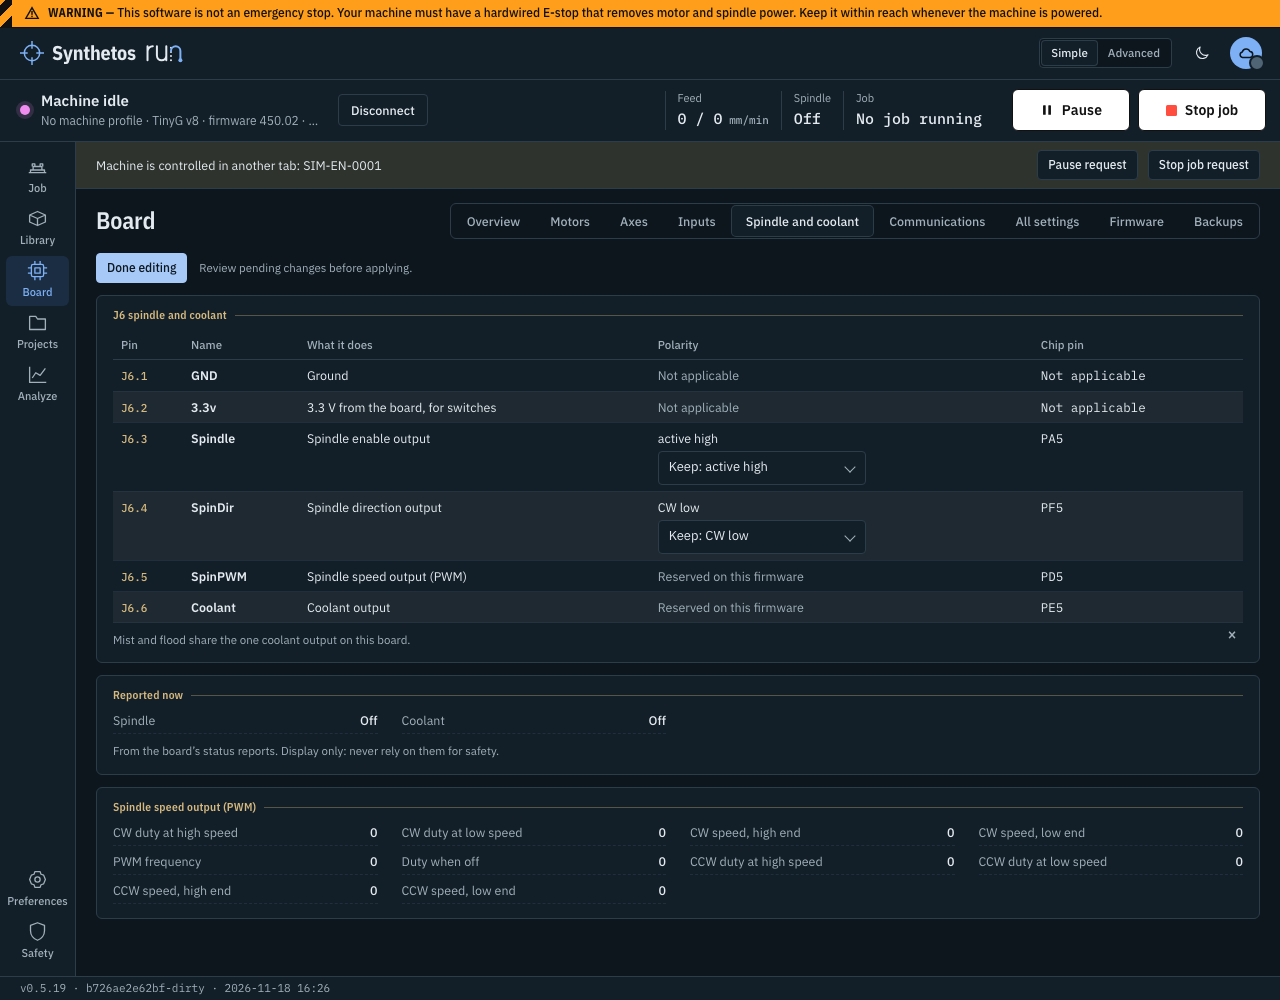 WARNING — This software is not an emergency stop. Your machine must have a hardwired E-stop that removes motor and spindle power. Keep it within reach whenever the machine is powered.
Synthetos run
Simple Advanced
Machine idle
No machine profile · TinyG v8 · firmware 450.02 · ...
Disconnect
Feed
0 / 0 mm/min
Spindle
Off
Job
No job running
Pause
Stop job
Machine is controlled in another tab: SIM-EN-0001
Pause request
Stop job request
Job
Library
Board
Projects
Analyze
Preferences
Safety
Board
Overview Motors Axes Inputs Spindle and coolant Communications All settings Firmware Backups
Done editing Review pending changes before applying.
J6 spindle and coolant
Pin Name What it does Polarity Chip pin
J6.1 GND Ground Not applicable Not applicable
J6.2 3.3v 3.3 V from the board, for switches Not applicable Not applicable
J6.3 Spindle Spindle enable output active high PA5
Keep: active high
J6.4 SpinDir Spindle direction output CW low PF5
Keep: CW low
J6.5 SpinPWM Spindle speed output (PWM) Reserved on this firmware PD5
J6.6 Coolant Coolant output Reserved on this firmware PE5
Mist and flood share the one coolant output on this board. ×
Reported now
Spindle Off Coolant Off
From the board's status reports. Display only: never rely on them for safety.
Spindle speed output (PWM)
CW duty at high speed 0 CW duty at low speed 0 CW speed, high end 0 CW speed, low end 0
PWM frequency 0 Duty when off 0 CCW duty at high speed 0 CCW duty at low speed 0
CCW speed, high end 0 CCW speed, low end 0
v0.5.19 · b726ae2e62bf-dirty · 2026-11-18 16:26